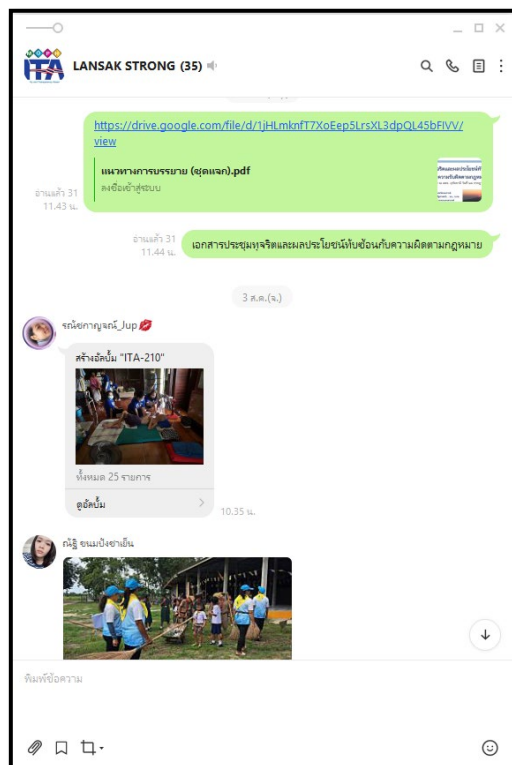 ITA
LANSAK STRONG (35)
https://drive.google.com/file/d/1jHLmknfT7XoEep5LrsXL3dpQL45bFIVV/
view
แนวทางการบรรยาย (ชุดแจก).pdf
ลงชื่อเข้าสู่ระบบ
อ่านแล้ว 31
11.43 น.
อ่านแล้ว 31
11.44 น.
เอกสารประชุมทุจริตและผลประโยชน์ทับซ้อนกับความผิดตามกฎหมาย
3 ส.ค.(จ.)
รณัชกาญจณ์_Jup💋
สร้างอัลบั้ม "ITA-210"
ทั้งหมด 25 รายการ
ดูอัลบั้ม
10.35 น.
ณัฐิ ขนมปังชาเย็น
พิมพ์ข้อความ